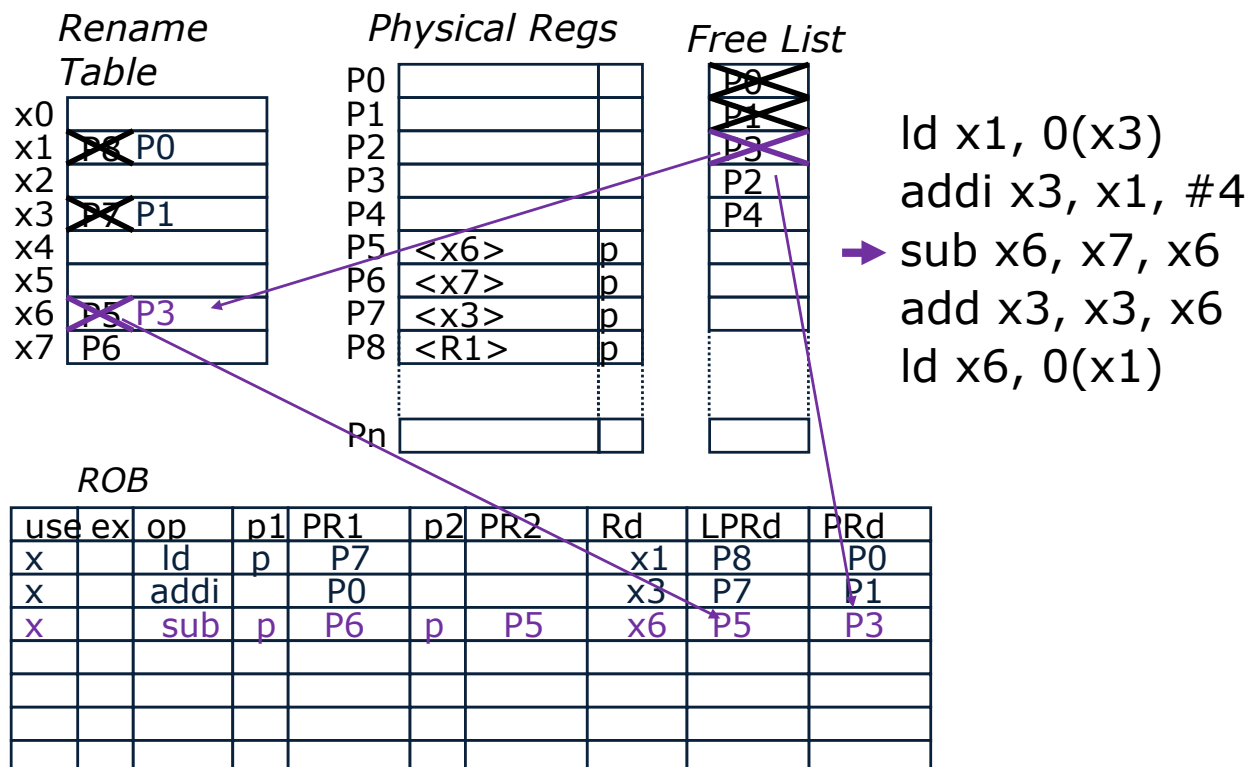 Rename Table
Physical Regs
Free List
x0
x1 P8 P0
x2
x3 P7 P1
x4
x5
x6 P5 P3
x7 P6
P0
P1
P2
P3
P4
P5 <x6> p
P6 <x7> p
P7 <x3> p
P8 <R1> p
Pn
P0
P1
P3
P2
P4
ld x1, 0(x3)
addi x3, x1, #4
sub x6, x7, x6
add x3, x3, x6
ld x6, 0(x1)
ROB
use ex op p1 PR1 p2 PR2 Rd LPRd PRd
x ld p P7 x1 P8 P0
x addi P0 x3 P7 P1
x sub p P6 p P5 x6 P5 P3